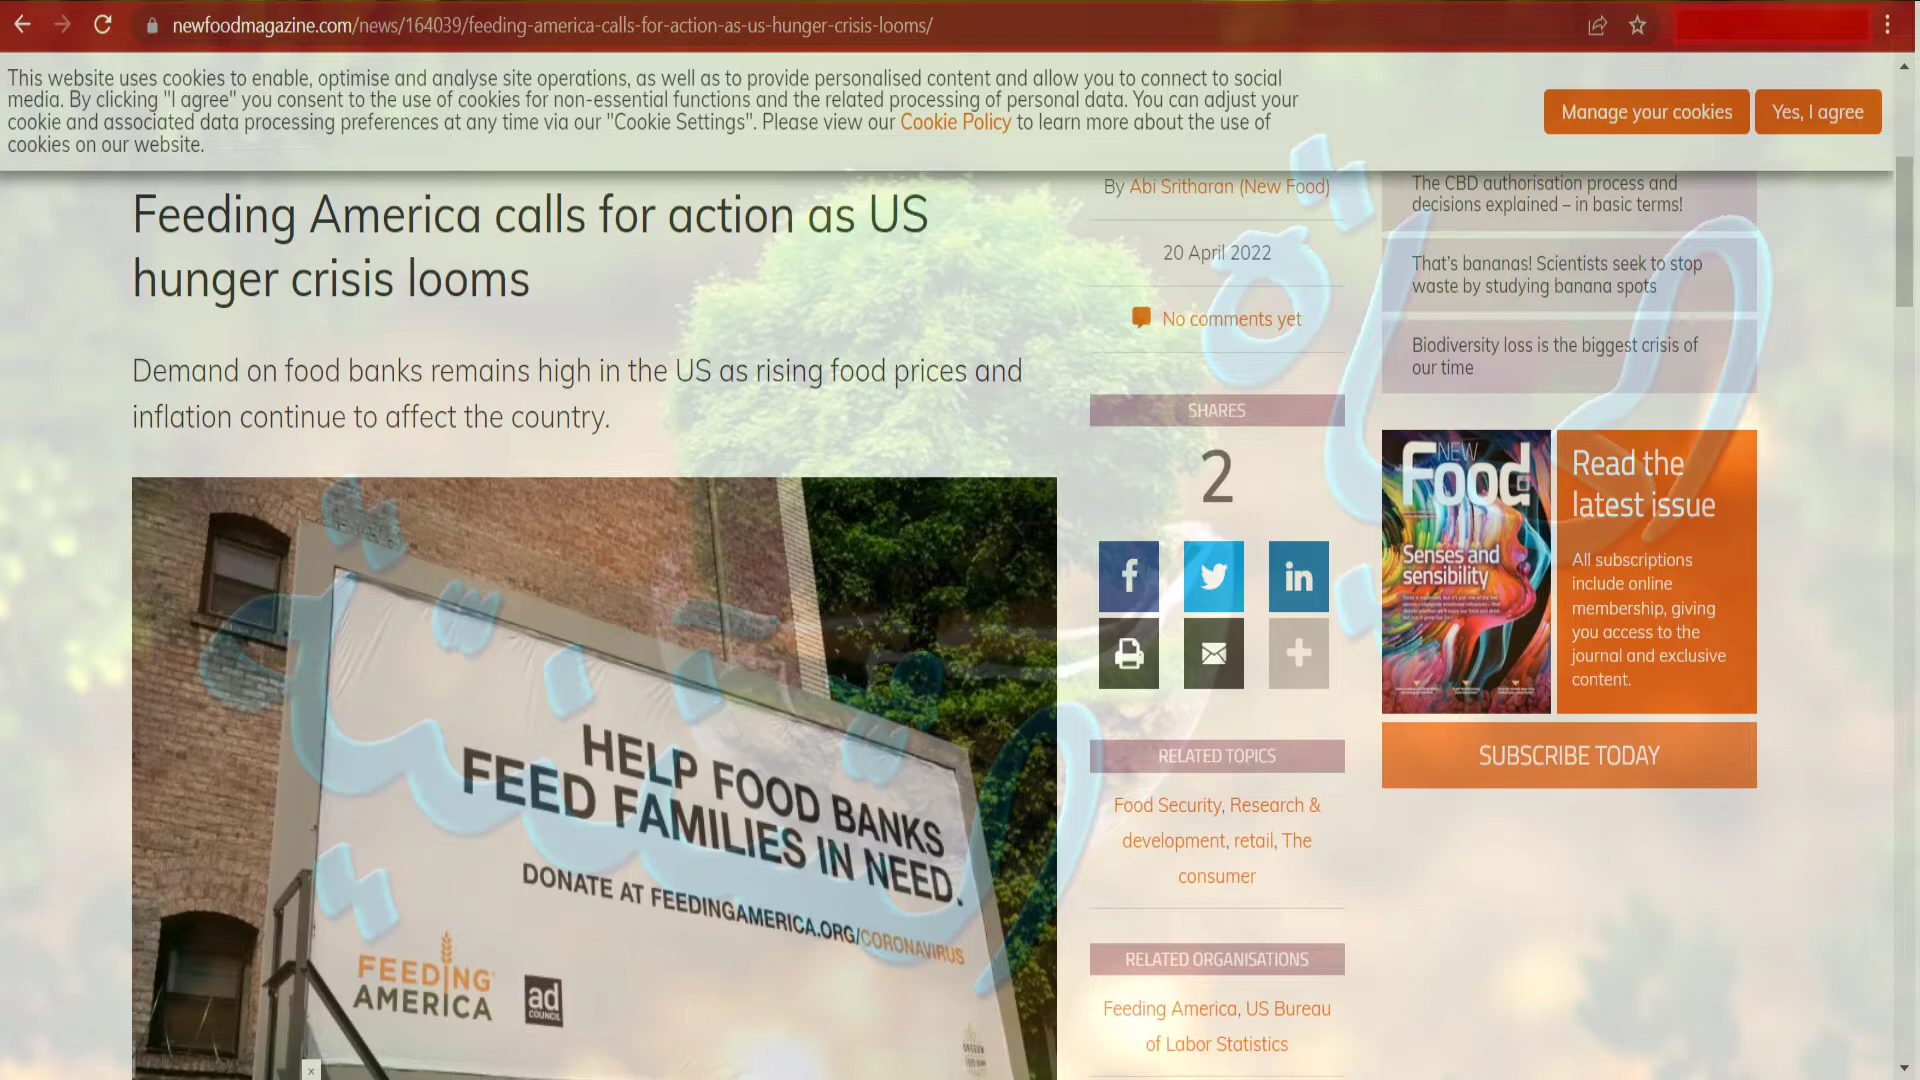 newfoodmagazine.com/news/164039/feeding-america-calls-for-action-as-us-hunger-crisis-looms/
This website uses cookies to enable, optimise and analyse site operations, as well as to provide personalised content and allow you to connect to social
media. By clicking "I agree" you consent to the use of cookies for non-essential functions and the related processing of personal data. You can adjust your
cookie and associated data processing preferences at any time via our "Cookie Settings". Please view our Cookie Policy to learn more about the use of
cookies on our website.
Manage your cookies
Yes, I agree
Feeding America calls for action as US
hunger crisis looms
Demand on food banks remains high in the US as rising food prices and
inflation continue to affect the country.
HELP FOOD BANKS
FEED FAMILIES IN NEED.
DONATE AT FEEDINGAMERICA.ORG/CORONAVIRUS
FEEDING
AMERICA
ad
COUNCIL
By Abi Sritharan (New Food)
20 April 2022
No comments yet
SHARES
2
RELATED TOPICS
Food Security, Research &
development, retail, The
consumer
RELATED ORGANISATIONS
Feeding America, US Bureau
of Labor Statistics
The CBD authorisation process and
decisions explained – in basic terms!
That's bananas! Scientists seek to stop
waste by studying banana spots
Biodiversity loss is the biggest crisis of
our time
NEW
Food
Senses and
sensibility
Read the
latest issue
All subscriptions
include online
membership, giving
you access to the
journal and exclusive
content.
SUBSCRIBE TODAY